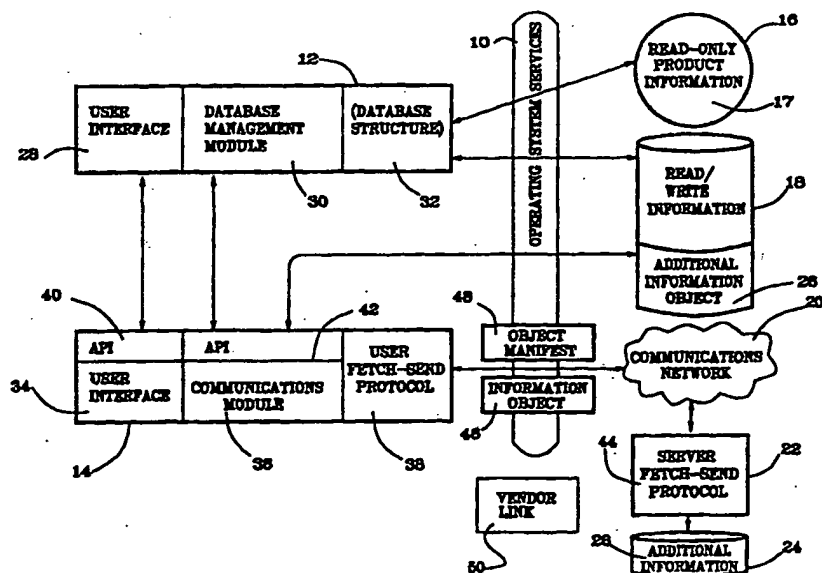 10
16
READ-ONLY
PRODUCT
INFORMATION
17
12
USER
INTERFACE
28
DATABASE
MANAGEMENT
MODULE
30
(DATABASE
STRUCTURE)
32
OPERATING SYSTEM SERVICES
READ/
WRITE
INFORMATION
18
ADDITIONAL
INFORMATION
OBJECT
26
20
40
API
34
USER
INTERFACE
14
API
42
COMMUNICATIONS
MODULE
36
USER
FETCH-SEND
PROTOCOL
38
48
OBJECT
MANIFEST
INFORMATION
OBJECT
46
COMMUNICATIONS
NETWORK
44
SERVER
FETCH-SEND
PROTOCOL
22
VENDOR
LINK
50
28
ADDITIONAL
INFORMATION
24